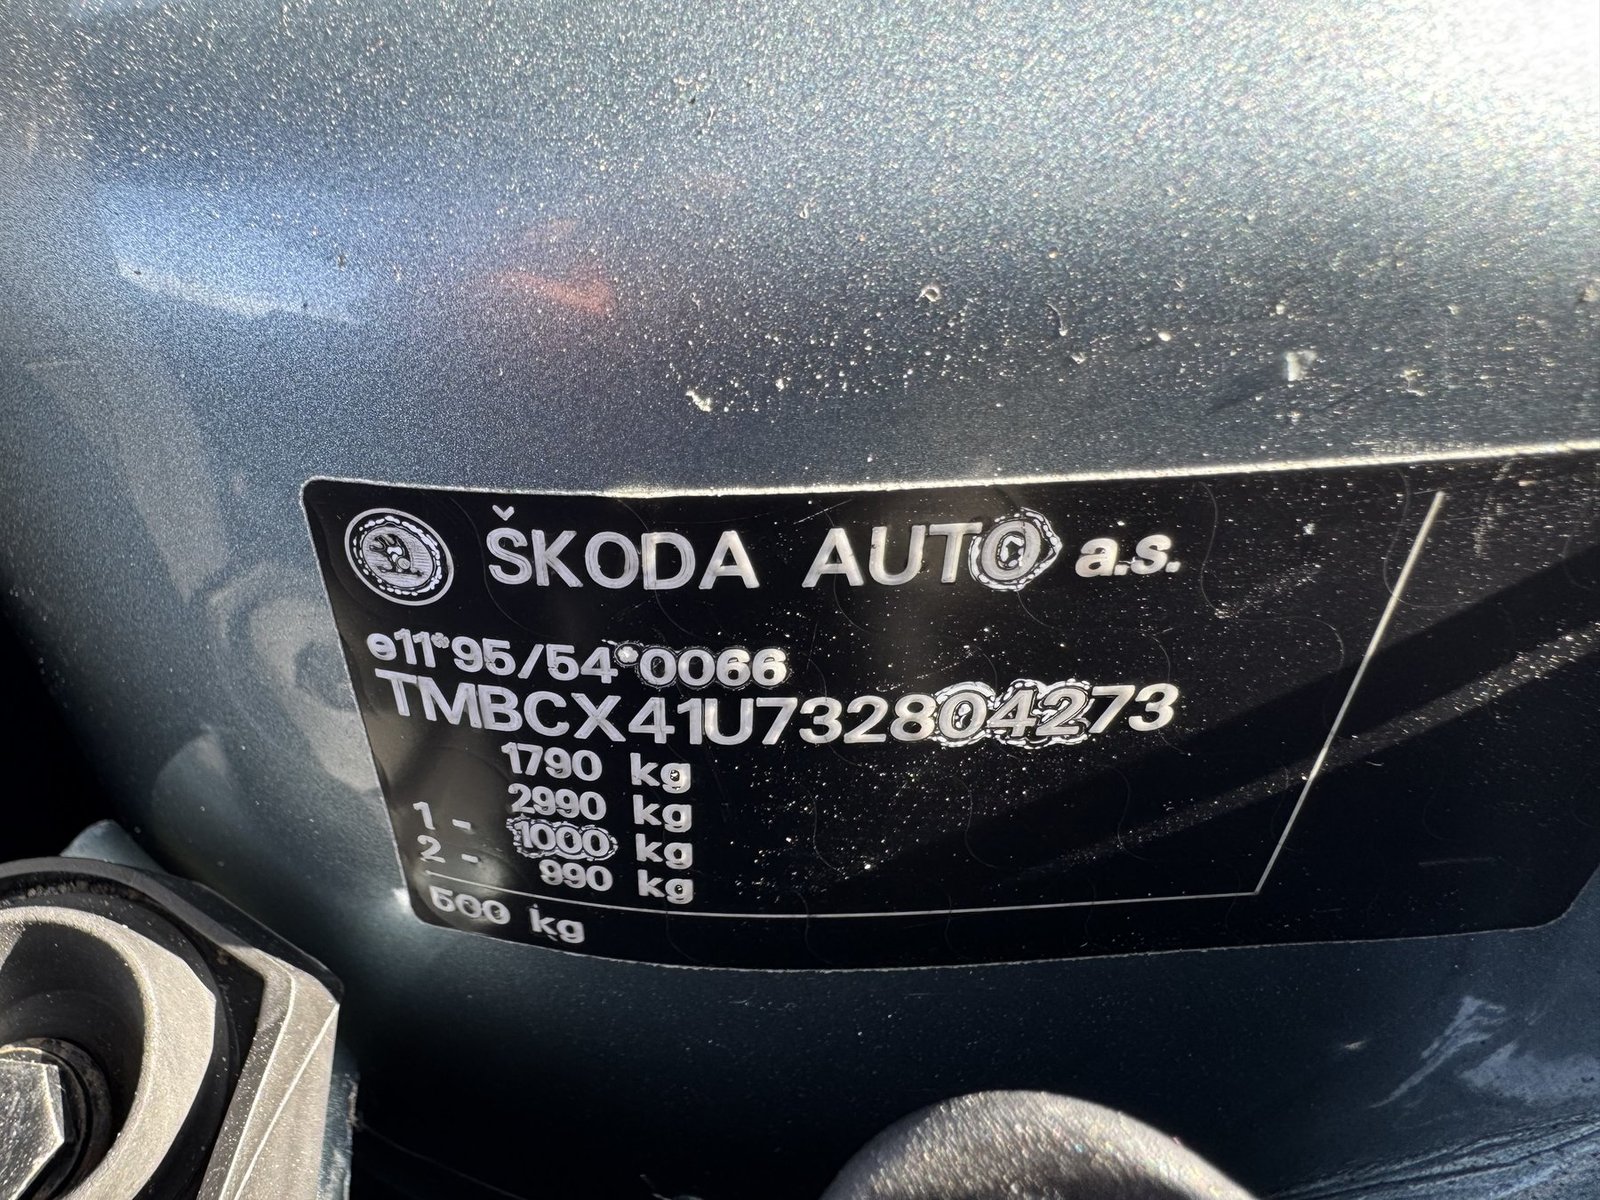 ŠKODA AUTO a.s.
e11*95/54*0066
TMBCX41U732804273
1790 kg
2990 kg
1 - 1000 kg
2 - 990 kg
500 kg